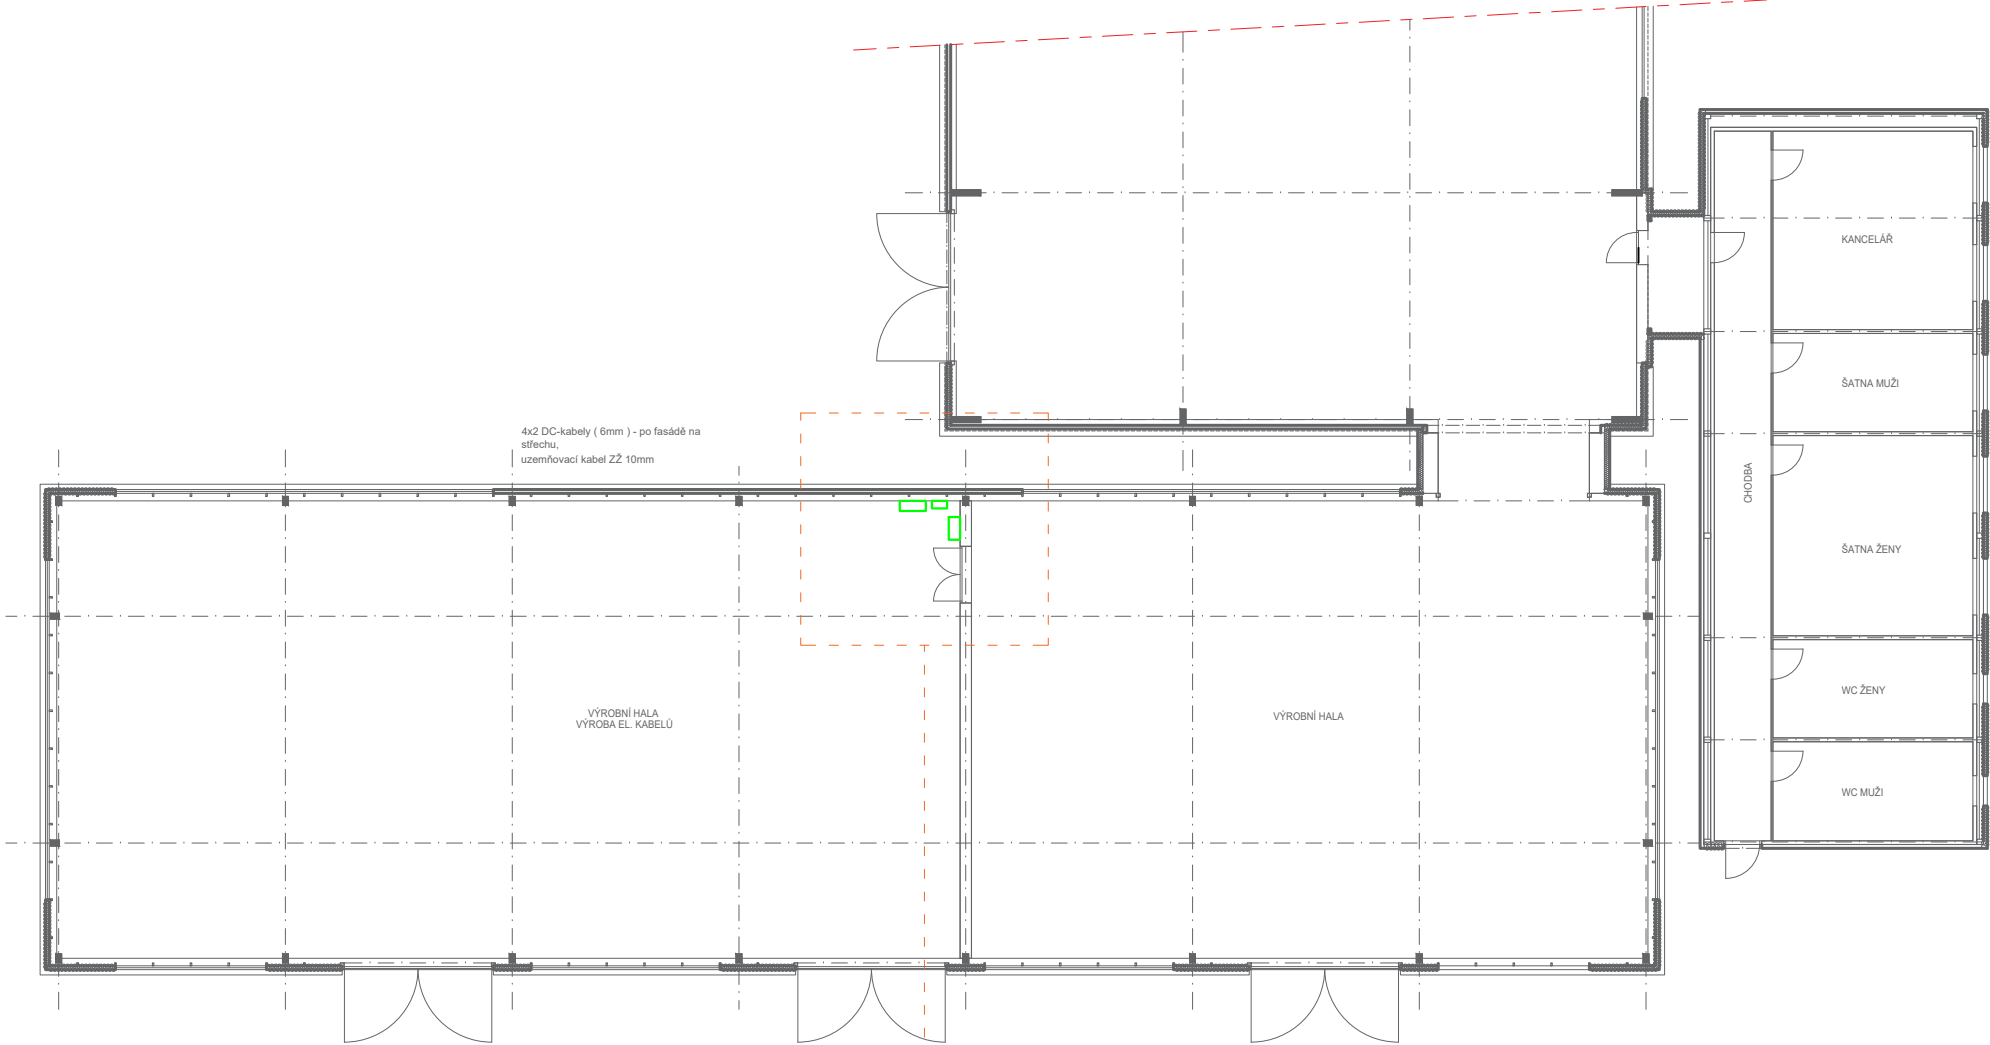 KANCELÁŘ
ŠATNA MUŽI
4x2 DC-kabely ( 6mm ) - po fasádě na
střechu,
uzemňovací kabel ZŽ 10mm
CHODBA
ŠATNA ŽENY
WC ŽENY
VÝROBNÍ HALA
VÝROBA EL. KABELŮ
VÝROBNÍ HALA
WC MUŽI